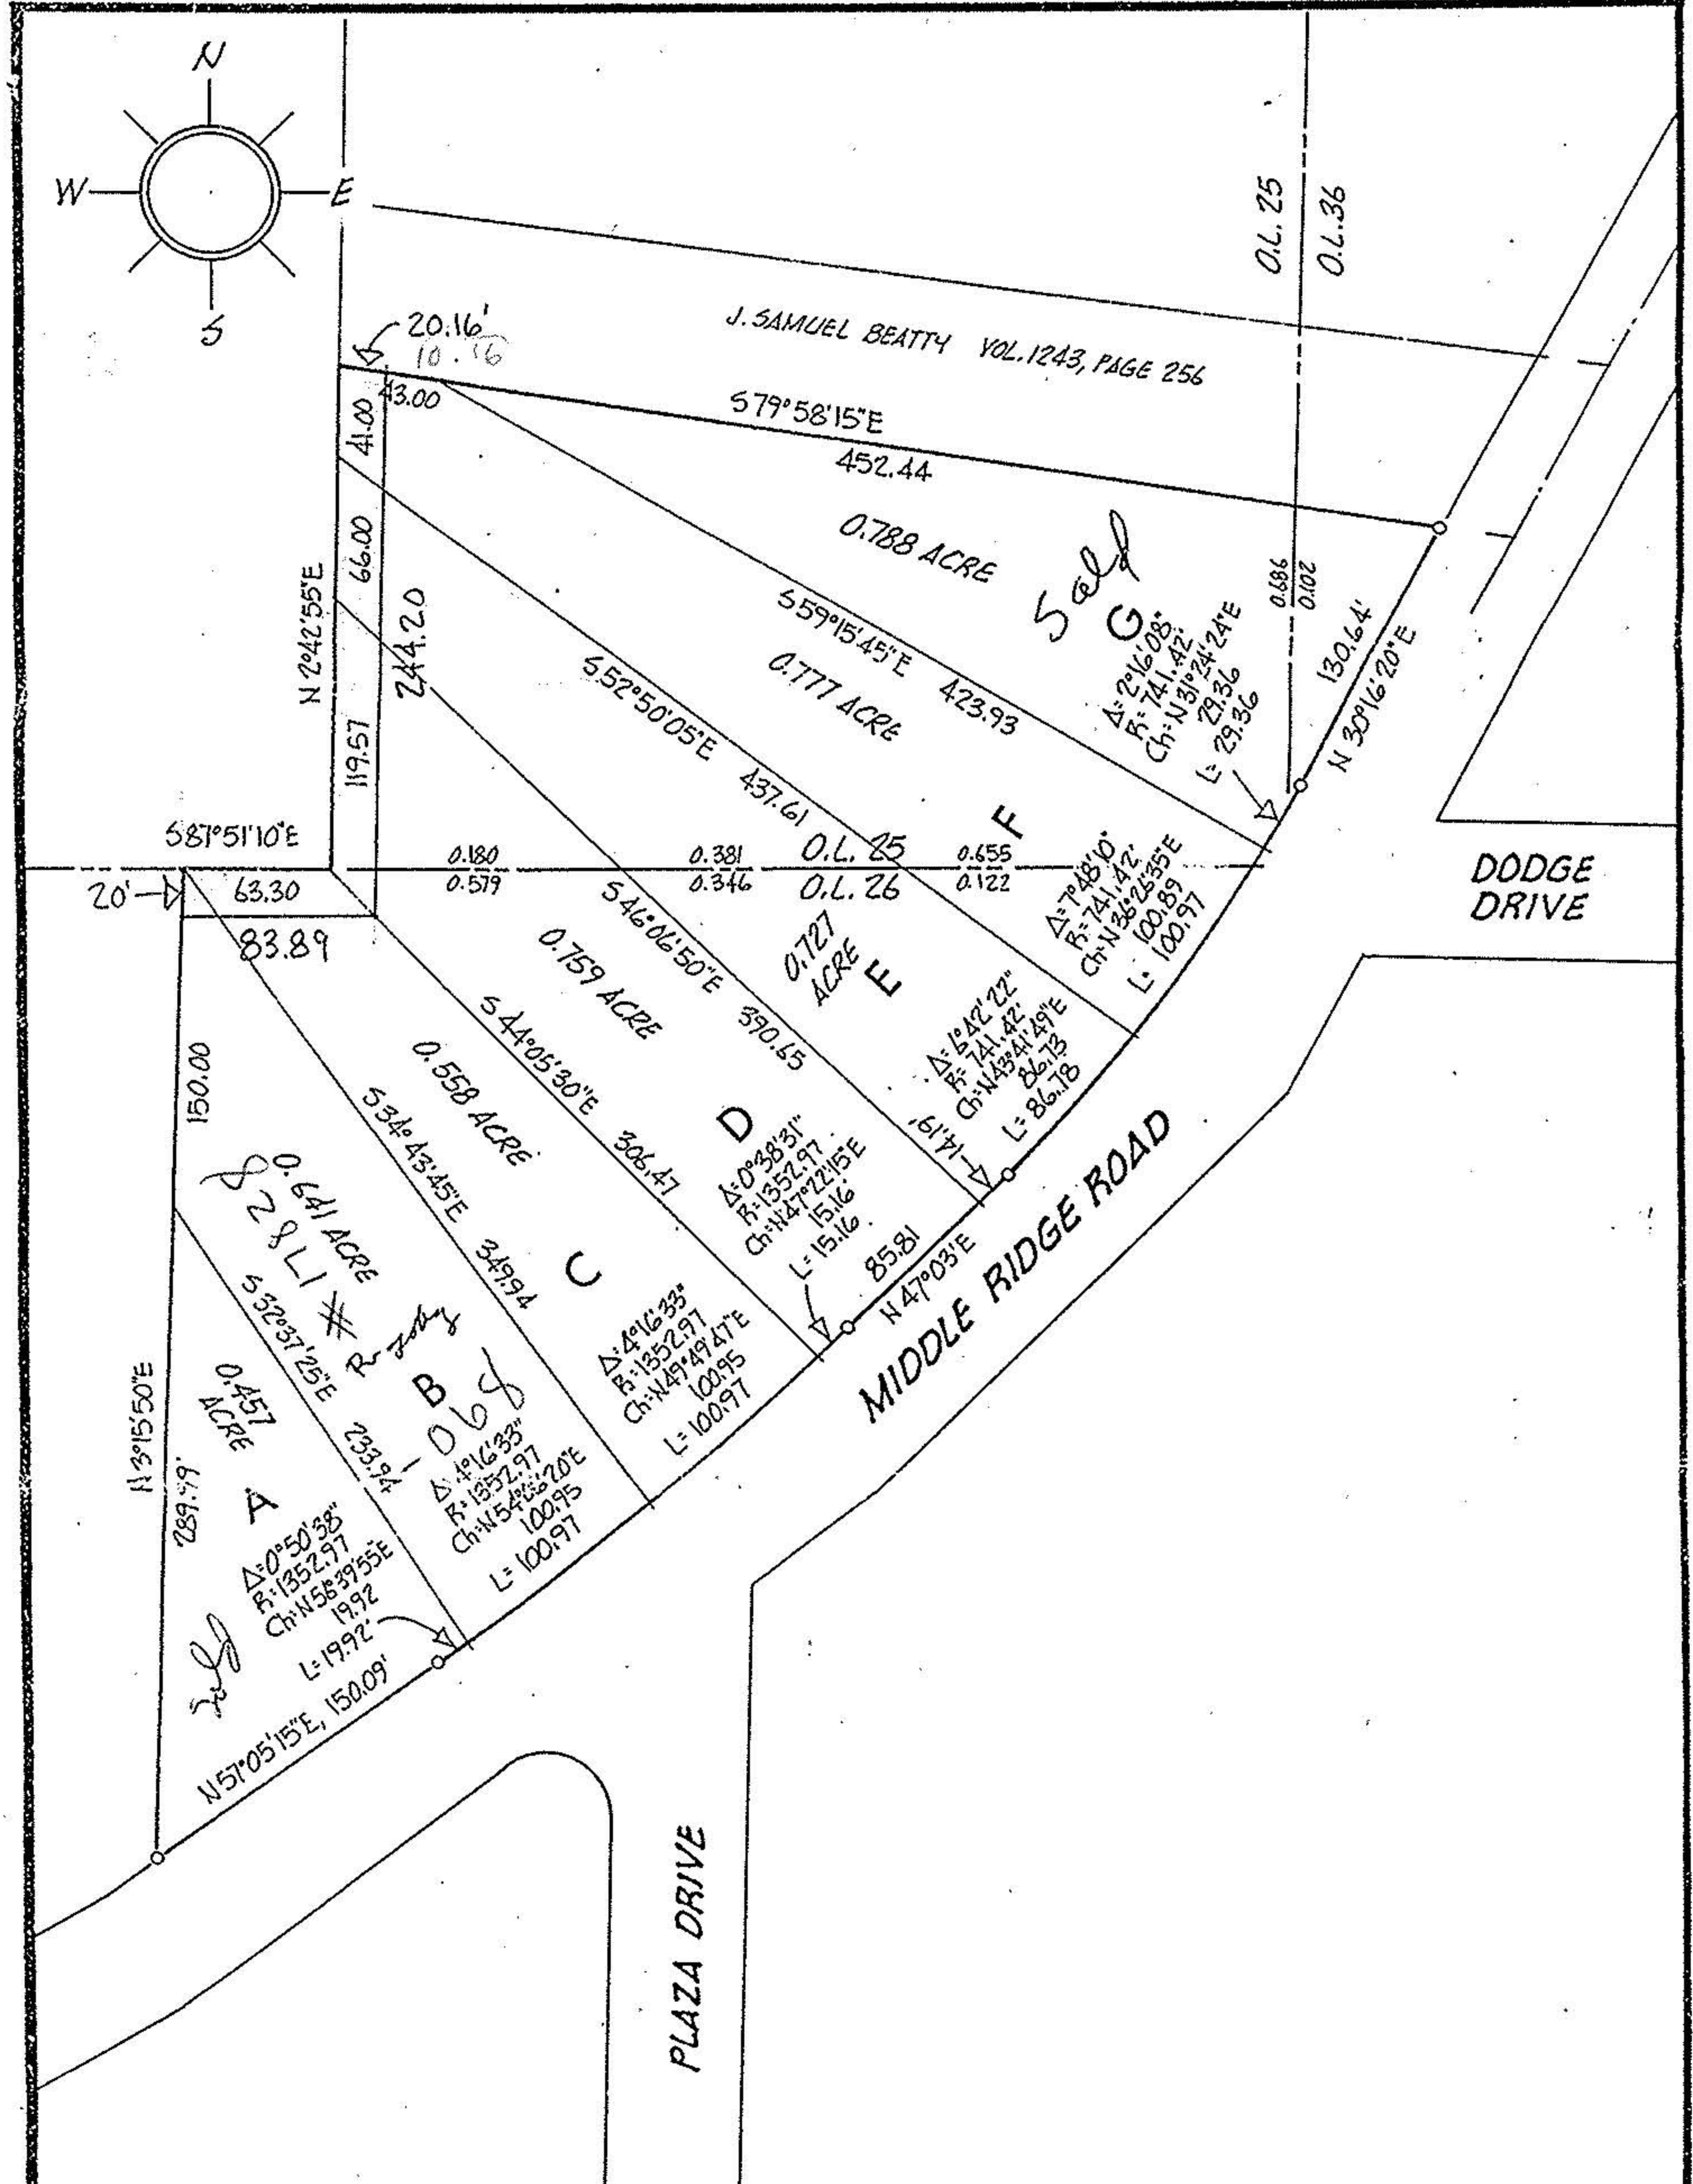 N
W
E
S
O.L. 25
O.L. 36
20.16'
10.16
J. SAMUEL BEATTY VOL. 1243, PAGE 256
43.00
41.00
S79°58'15"E
452.44
0.788 ACRE
66.00
N 2°42'55"E
244.20
119.57
G
Δ=2°16'08"
R=741.42'
Ch=N31°24'24"E
29.36
L=29.36
0.686
0.102
130.64'
N 30°16'20"E
S59°15'45"E 423.93
0.777 ACRE
S52°50'05"E 437.61
F
Δ=7°48'10"
R=741.42'
Ch=N36°26'35"E
100.89
L=100.97
DODGE
DRIVE
S87°51'10"E
20'
63.30
83.89
0.180
0.579
0.381
0.346
O.L. 25
O.L. 26
0.655
0.122
S46°06'50"E 390.65
0.727
ACRE
E
Δ=6°42'22"
R=741.42'
Ch=N43°41'49"E
86.73
L=86.78
14.19'
0.759 ACRE
S44°05'30"E 306.47
D
Δ=0°38'31"
R=1352.97
Ch=N47°22'15"E
15.16'
L=15.16
85.81
N47°03'E
MIDDLE RIDGE ROAD
150.00
0.558 ACRE
S34°43'45"E 349.94
C
Δ=4°16'33"
R=1352.97
Ch=N49°49'47"E
100.95
L=100.97
0.641 ACRE
S32°37'25"E 233.94
B
Δ=4°16'33"
R=1352.97
100.95
L=100.97
N3°15'50"E
289.99'
0.457
ACRE
A
Δ=0°50'38"
R=1352.97
Ch=N56°39'55"E
19.92
L=19.92'
N57°05'15"E, 150.09'
PLAZA DRIVE